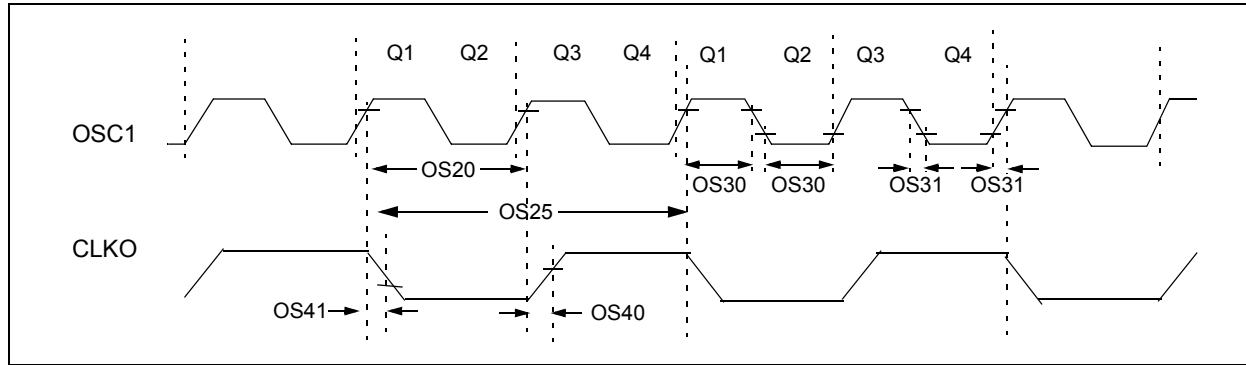 Q1 Q2 Q3 Q4 Q1 Q2 Q3 Q4
OSC1
OS20 OS30 OS30 OS31 OS31
OS25
CLKO
OS41 OS40